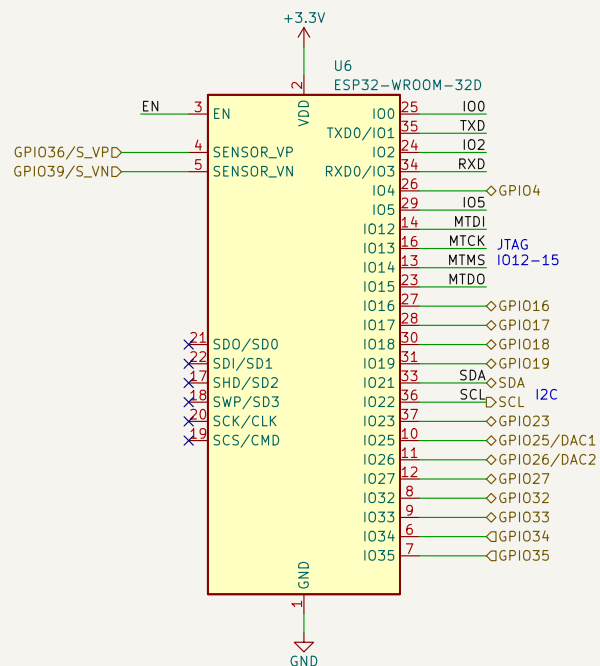 +3.3V
U6
ESP32-WROOM-32D
2
VDD
EN 3 EN
IO0 25 IO0
TXD0/IO1 35 TXD
GPIO36/S_VP 4 SENSOR_VP
IO2 24 IO2
GPIO39/S_VN 5 SENSOR_VN
RXD0/IO3 34 RXD
IO4 26 GPIO4
IO5 29 IO5
IO12 14 MTDI
IO13 16 MTCK
JTAG
IO14 13 MTMS
IO12-15
IO15 23 MTDO
IO16 27 GPIO16
IO17 28 GPIO17
21 SDO/SD0
IO18 30 GPIO18
22 SDI/SD1
IO19 31 GPIO19
17 SHD/SD2
IO21 33 SDA SDA
18 SWP/SD3
IO22 36 SCL SCL
I2C
20 SCK/CLK
IO23 37 GPIO23
19 SCS/CMD
IO25 10 GPIO25/DAC1
IO26 11 GPIO26/DAC2
IO27 12 GPIO27
IO32 8 GPIO32
IO33 9 GPIO33
IO34 6 GPIO34
IO35 7 GPIO35
GND
1
GND